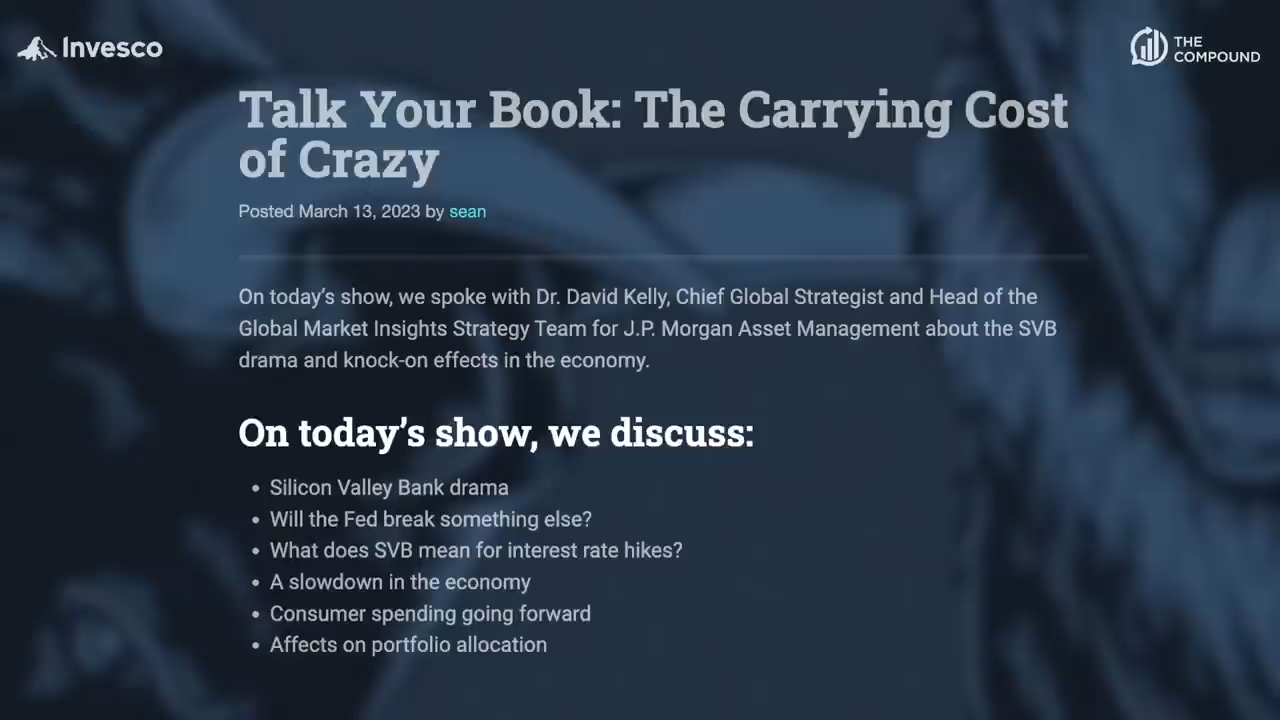 Invesco
THE
COMPOUND
Talk Your Book: The Carrying Cost
of Crazy
Posted March 13, 2023 by sean
On today’s show, we spoke with Dr. David Kelly, Chief Global Strategist and Head of the
Global Market Insights Strategy Team for J.P. Morgan Asset Management about the SVB
drama and knock-on effects in the economy.
On today’s show, we discuss:
• Silicon Valley Bank drama
• Will the Fed break something else?
• What does SVB mean for interest rate hikes?
• A slowdown in the economy
• Consumer spending going forward
• Affects on portfolio allocation